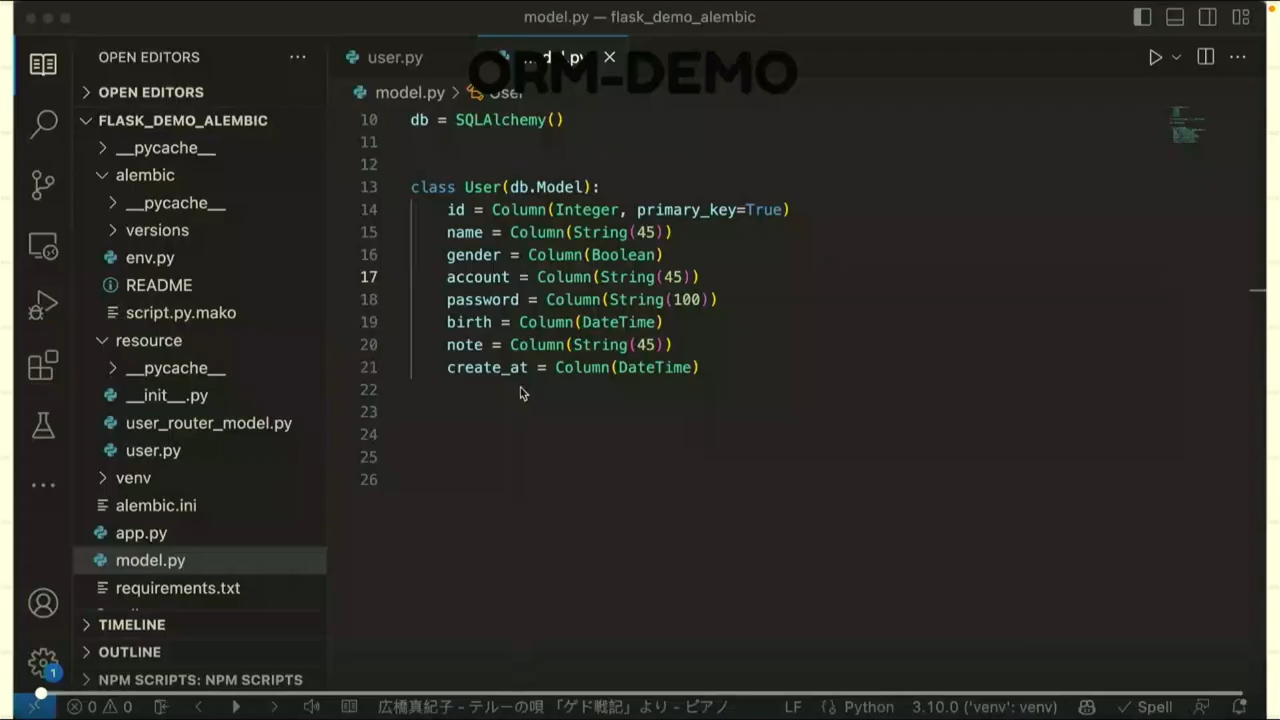 model.py — flask_demo_alembic
OPEN EDITORS
user.py
ORM-DEMO
OPEN EDITORS
model.py > User
FLASK_DEMO_ALEMBIC
__pycache__
alembic
__pycache__
versions
env.py
README
script.py.mako
resource
__pycache__
__init__.py
user_router_model.py
user.py
venv
alembic.ini
app.py
model.py
requirements.txt
TIMELINE
OUTLINE
NPM SCRIPTS: NPM SCRIPTS
10 db = SQLAlchemy()
11
12
13 class User(db.Model):
14 id = Column(Integer, primary_key=True)
15 name = Column(String(45))
16 gender = Column(Boolean)
17 account = Column(String(45))
18 password = Column(String(100))
19 birth = Column(DateTime)
20 note = Column(String(45))
21 create_at = Column(DateTime)
22
23
24
25
26
1
0 0 広橋真紀子 - テルーの唄 「ゲド戦記」より - ピアノ LF Python 3.10.0 ('venv': venv) Spell